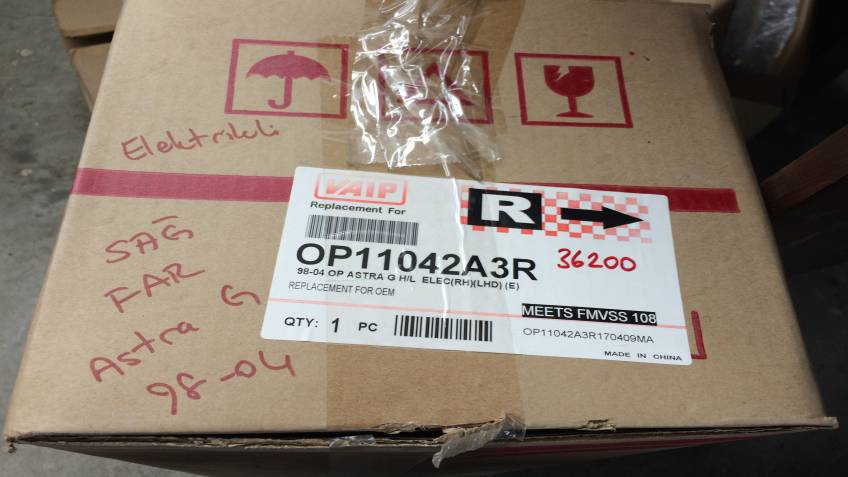 Elektrikli
SAĞ
FAR
Astra G
98-04
VAIP
Replacement For
R
OP11042A3R
36200
98-04 OP ASTRA G H/L ELEC(RH)(LHD) (E)
REPLACEMENT FOR OEM
MEETS FMVSS 108
QTY: 1 PC
OP11042A3R170409MA
MADE IN CHINA